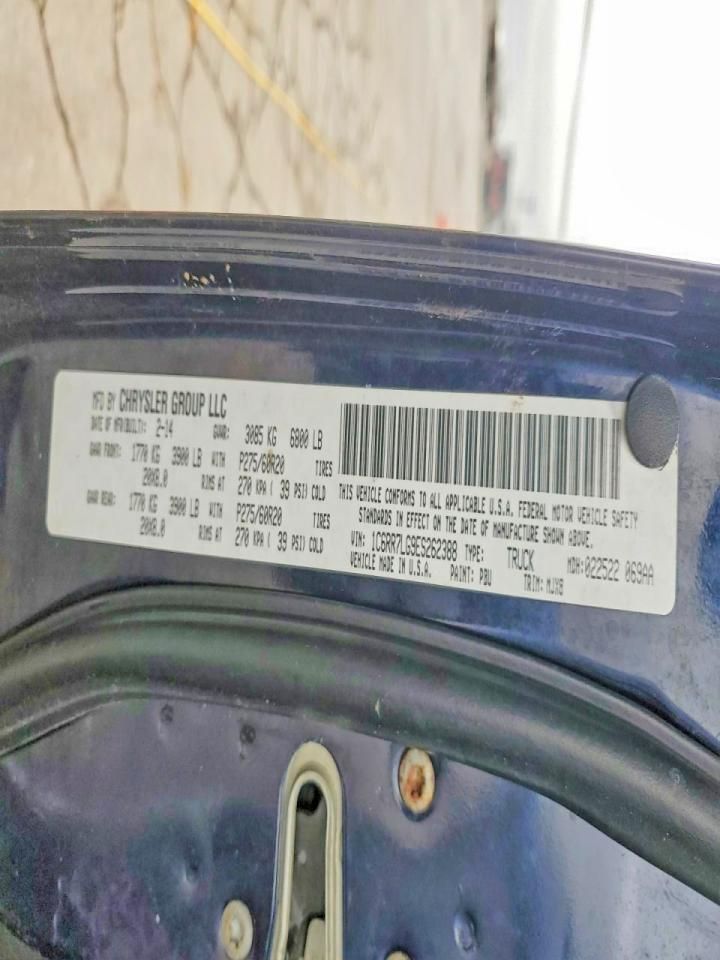 MFD BY CHRYSLER GROUP LLC
DATE OF MFR(BUILT): 2-14 GVWR: 3085 KG 6800 LB
GAWR FRONT: 1770 KG 3900 LB WITH P275/60R20 TIRES
20X8.0 RIMS AT 270 KPA ( 39 PSI) COLD
GAWR REAR: 1770 KG 3900 LB WITH P275/60R20 TIRES
20X8.0 RIMS AT 270 KPA ( 39 PSI) COLD
THIS VEHICLE CONFORMS TO ALL APPLICABLE U.S.A. FEDERAL MOTOR VEHICLE SAFETY
STANDARDS IN EFFECT ON THE DATE OF MANUFACTURE SHOWN ABOVE.
VIN: 1C6RR7LG9ES262388 TYPE: TRUCK MDH:022522 069AA
VEHICLE MADE IN U.S.A. PAINT: PBU TRIM: MJX8